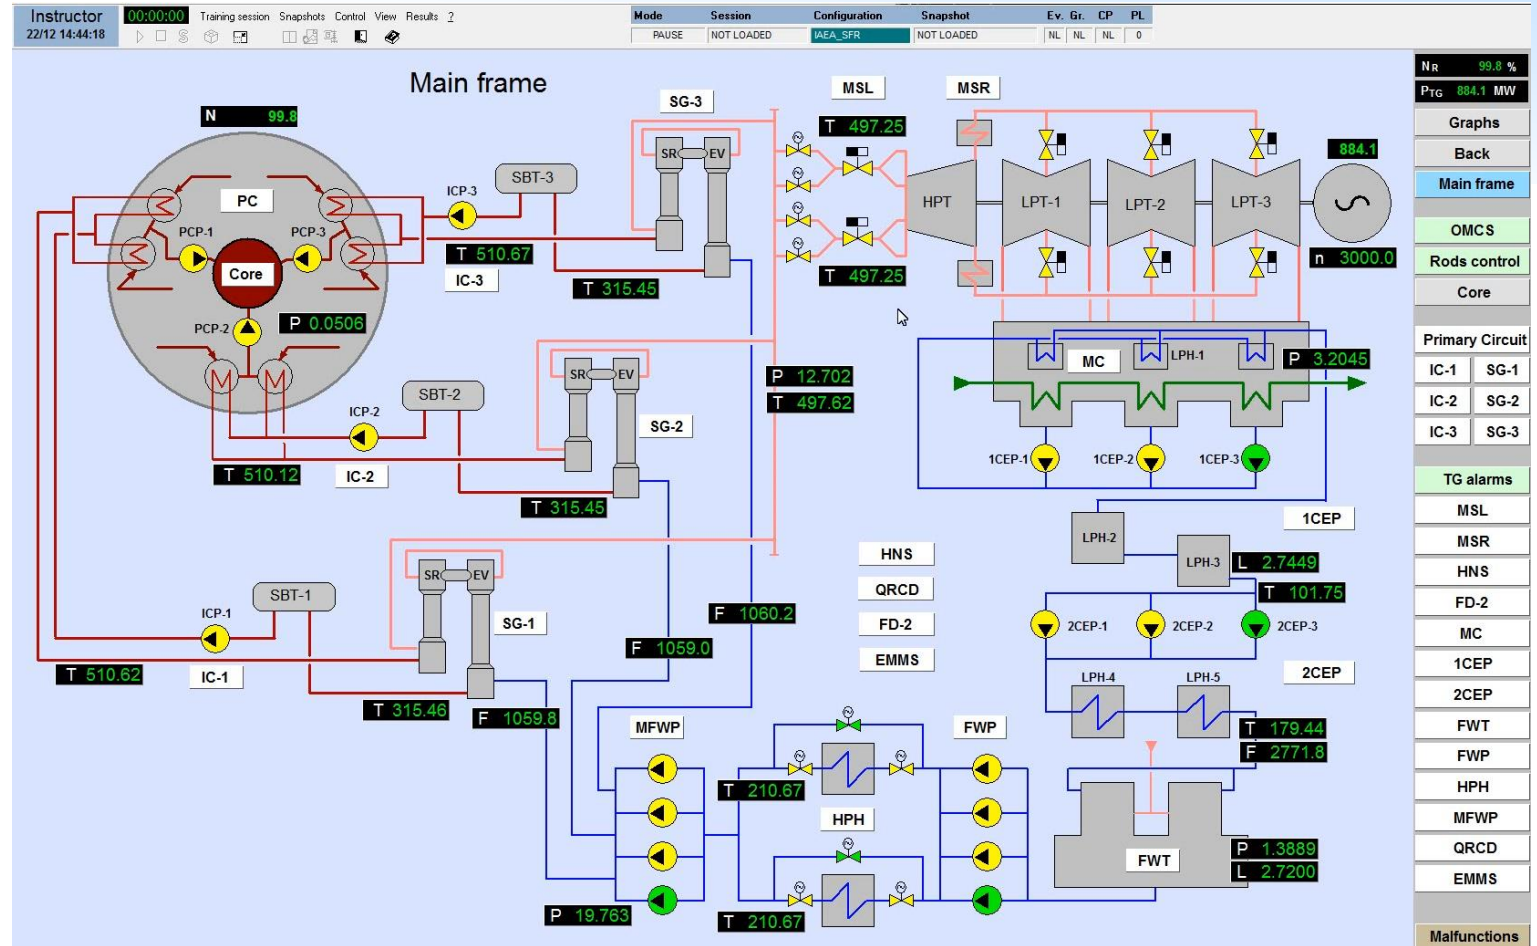 Instructor
22/12 14:44:18
00:00:00
Training session Snapshots Control View Results ?
Mode Session Configuration Snapshot Ev. Gr. CP PL
PAUSE NOT LOADED IAEA_SFR NOT LOADED NL NL NL 0
Main frame
N 99.8
PC
PCP-1
PCP-3
Core
PCP-2
P 0.0506
SG-3
SR EV
SBT-3
ICP-3
T 510.67
IC-3
T 315.45
SR EV
SBT-2
ICP-2
SG-2
T 510.12
IC-2
T 315.45
SR EV
SBT-1
ICP-1
SG-1
T 510.62
IC-1
T 315.46
F 1059.8
F 1059.0
F 1060.2
MSL
T 497.25
T 497.25
P 12.702
T 497.62
MSR
HPT
LPT-1
LPT-2
LPT-3
884.1
n 3000.0
MC
LPH-1
P 3.2045
1CEP-1
1CEP-2
1CEP-3
1CEP
LPH-2
LPH-3
L 2.7449
T 101.75
2CEP-1
2CEP-2
2CEP-3
2CEP
LPH-4
LPH-5
T 179.44
F 2771.8
HNS
QRCD
FD-2
EMMS
MFWP
FWP
T 210.67
HPH
T 210.67
P 19.763
FWT
P 1.3889
L 2.7200
NR 99.8 %
PTG 884.1 MW
Graphs
Back
Main frame
OMCS
Rods control
Core
Primary Circuit
IC-1 SG-1
IC-2 SG-2
IC-3 SG-3
TG alarms
MSL
MSR
HNS
FD-2
MC
1CEP
2CEP
FWT
FWP
HPH
MFWP
QRCD
EMMS
Malfunctions